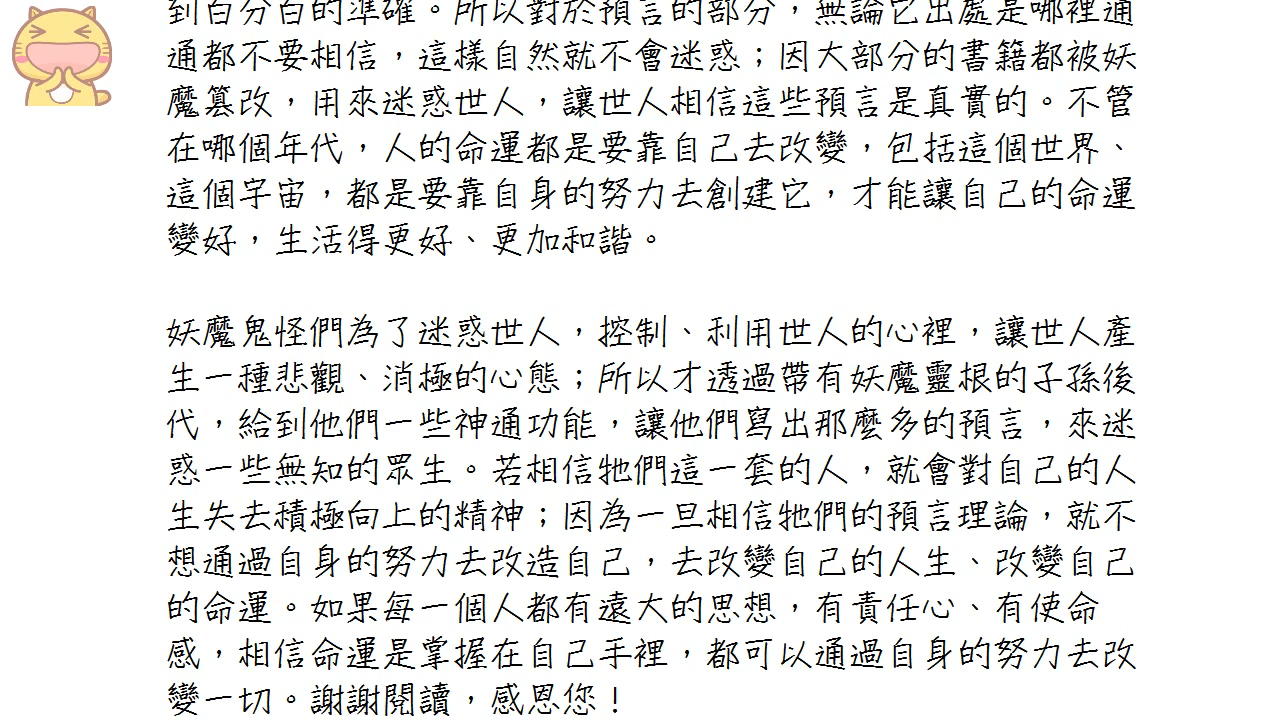 到百分百的準確。所以對於預言的部分，無論它出處是哪裡通
通都不要相信，這樣自然就不會迷惑；因大部分的書籍都被妖
魔篡改，用來迷惑世人，讓世人相信這些預言是真實的。不管
在哪個年代，人的命運都是要靠自己去改變，包括這個世界、
這個宇宙，都是要靠自身的努力去創建它，才能讓自己的命運
變好，生活得更好、更加和諧。
妖魔鬼怪們為了迷惑世人，控制、利用世人的心裡，讓世人產
生一種悲觀、消極的心態；所以才透過帶有妖魔靈根的子孫後
代，給到他們一些神通功能，讓他們寫出那麼多的預言，來迷
惑一些無知的眾生。若相信牠們這一套的人，就會對自己的人
生失去積極向上的精神；因為一旦相信牠們的預言理論，就不
想通過自身的努力去改造自己，去改變自己的人生、改變自己
的命運。如果每一個人都有遠大的思想，有責任心、有使命
感，相信命運是掌握在自己手裡，都可以通過自身的努力去改
變一切。謝謝閱讀，感恩您！